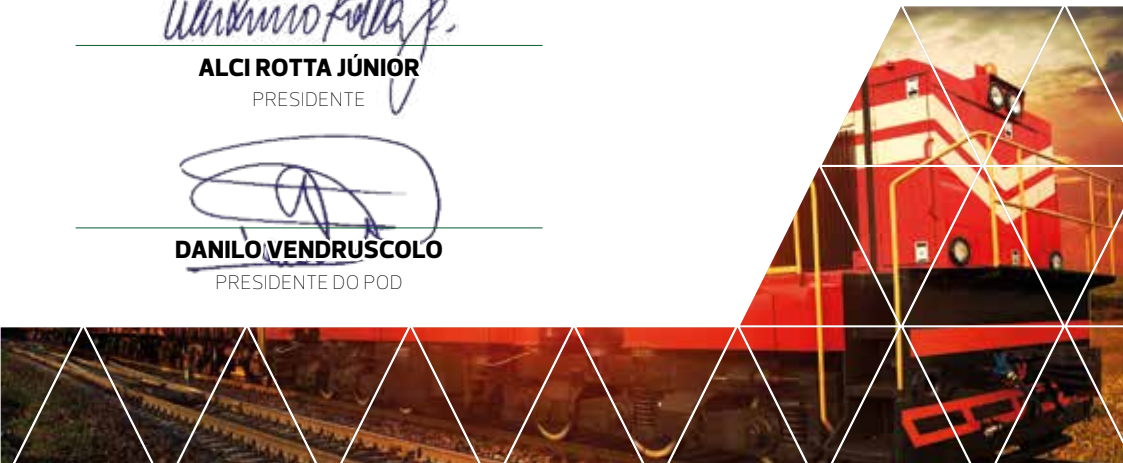 ALCI ROTTA JÚNIOR
PRESIDENTE
DANILO VENDRUSCOLO
PRESIDENTE DO POD